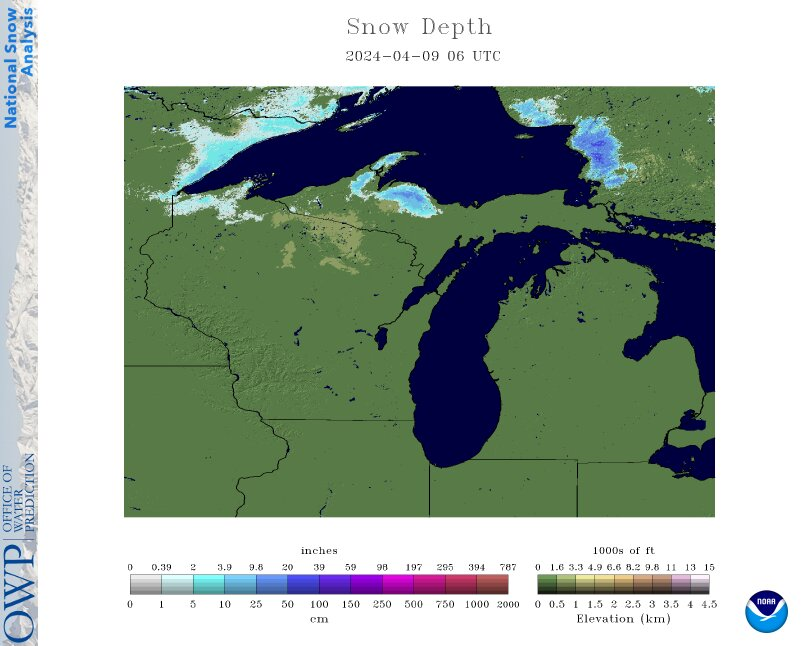 Snow Depth
2024-04-09 06 UTC
National Snow
Analysis
OWP
OFFICE OF
WATER
PREDICTION
inches
0 0.39 2 3.9 9.8 20 39 59 98 197 295 394 787
0 1 5 10 25 50 100 150 250 500 750 1000 2000
cm
1000s of ft
0 1.6 3.3 4.9 6.6 8.2 9.8 11 13 15
0 0.5 1 1.5 2 2.5 3 3.5 4 4.5
Elevation (km)
NOAA